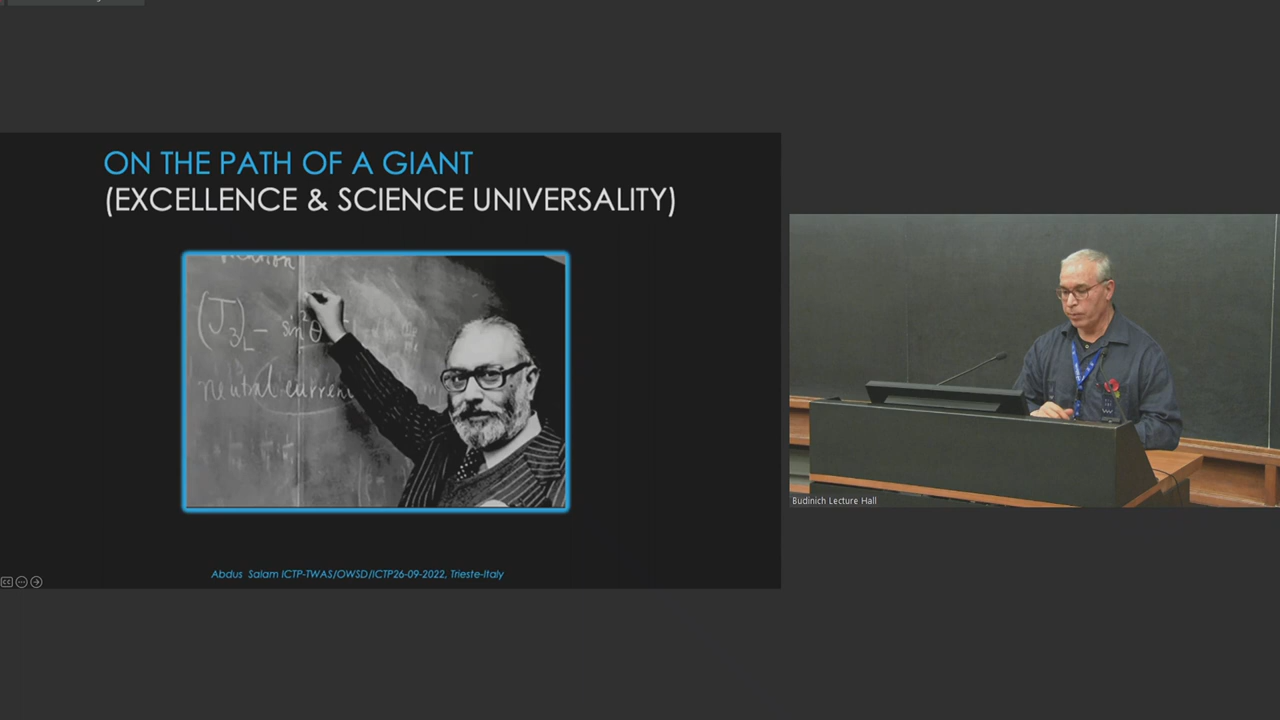 ON THE PATH OF A GIANT
(EXCELLENCE & SCIENCE UNIVERSALITY)
(J₃)L - sin²θ
neutral current
Abdus Salam ICTP-TWAS/OWSD/ICTP26-09-2022, Trieste-Italy
CC
Budinich Lecture Hall